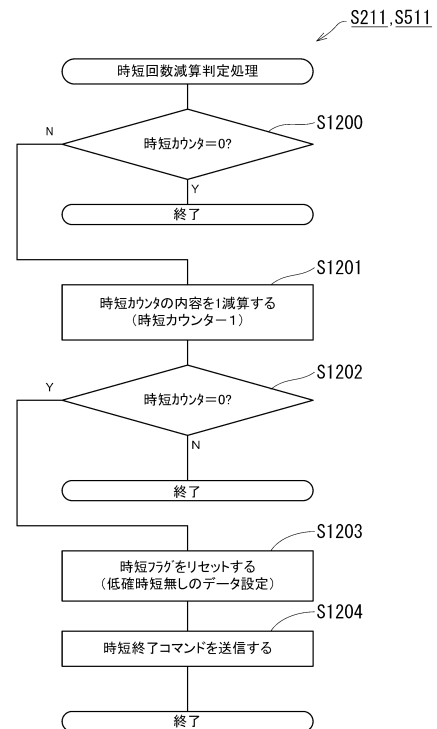 S211,S511
時短回数減算判定処理
S1200
N
時短カウンタ=0?
Y
終了
S1201
時短カウンタの内容を1減算する
(時短カウンター1)
S1202
Y
時短カウンタ=0?
N
終了
S1203
時短フラグをリセットする
(低確時短無しのデータ設定)
S1204
時短終了コマンドを送信する
終了